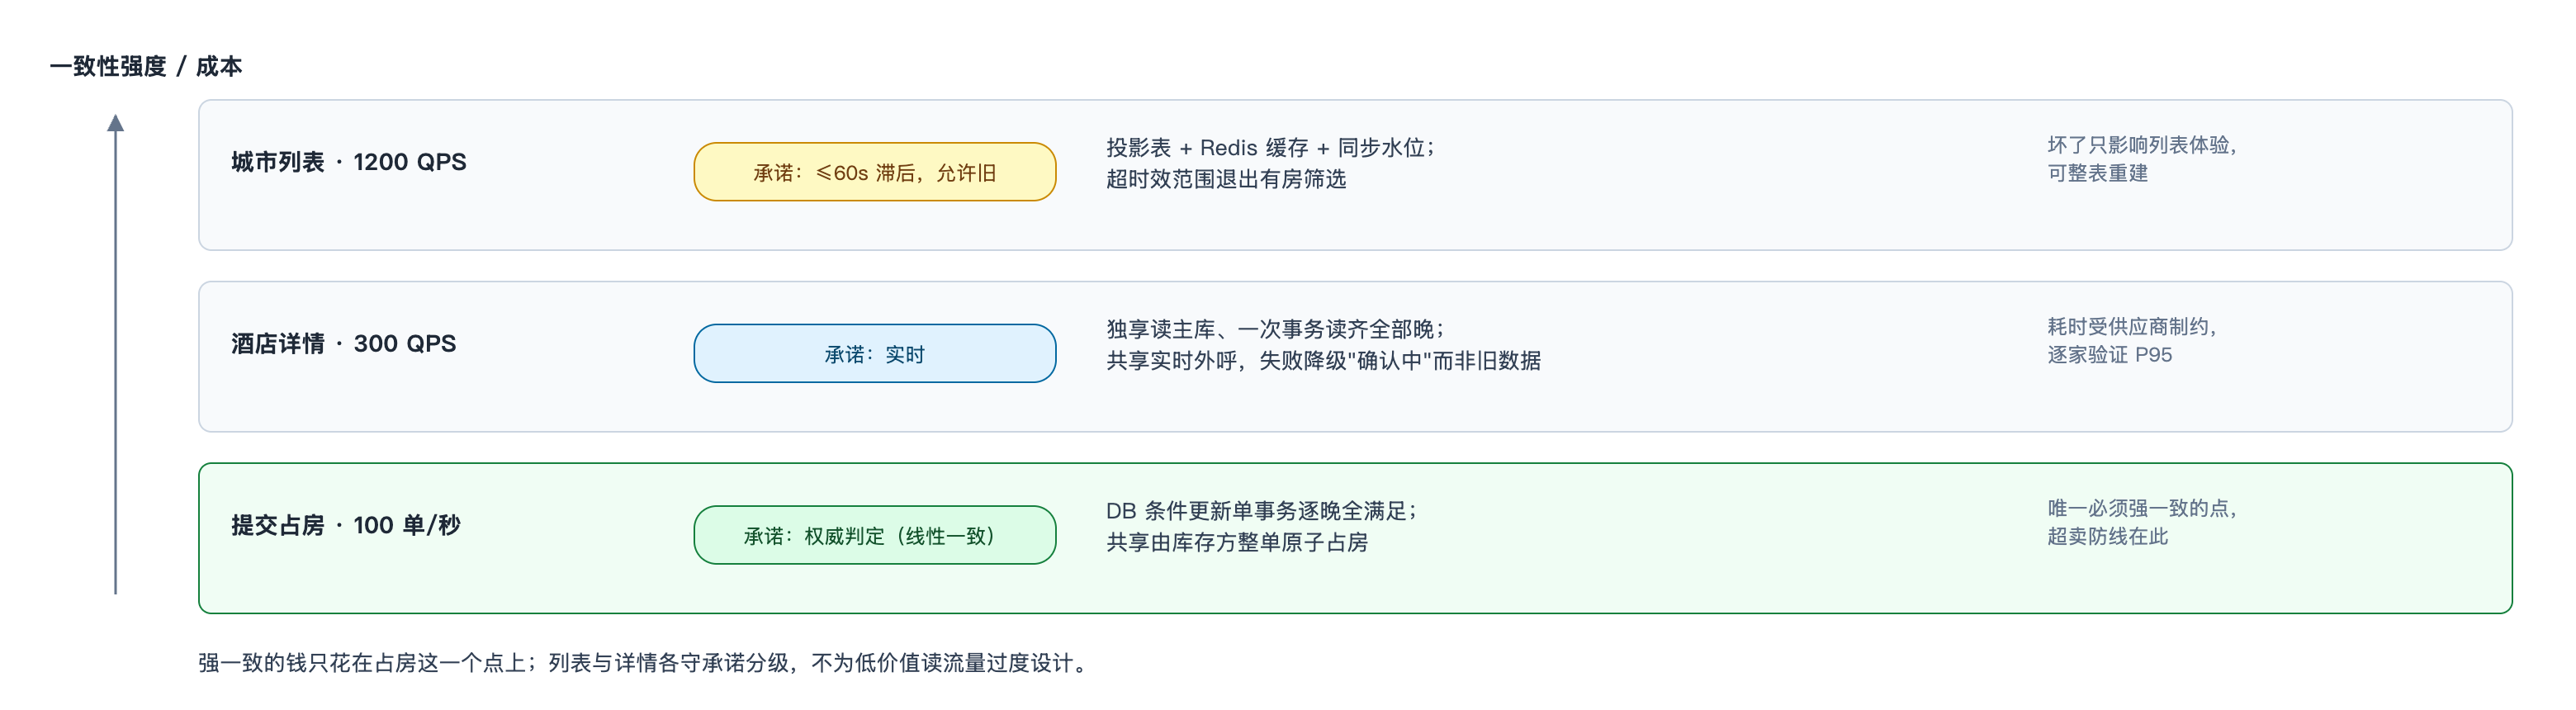 一致性强度 / 成本
城市列表 · 1200 QPS
承诺：≤60s 滞后，允许旧
投影表 + Redis 缓存 + 同步水位；
超时效范围退出有房筛选
坏了只影响列表体验，
可整表重建
酒店详情 · 300 QPS
承诺：实时
独享读主库、一次事务读齐全部晚；
共享实时外呼，失败降级"确认中"而非旧数据
耗时受供应商制约，
逐家验证 P95
提交占房 · 100 单/秒
承诺：权威判定（线性一致）
DB 条件更新单事务逐晚全满足；
共享由库存方整单原子占房
唯一必须强一致的点，
超卖防线在此
强一致的钱只花在占房这一个点上；列表与详情各守承诺分级，不为低价值读流量过度设计。